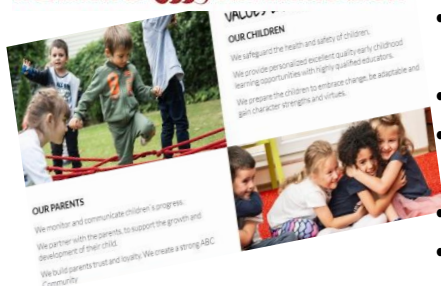 VALUES
OUR CHILDREN
We safeguard the health and safety of children.
We provide personalized excellent quality early childhood
learning opportunities with highly qualified educators.
We prepare the children to embrace change, be adaptable and
gain character strengths and virtues.
OUR PARENTS
We monitor and communicate children's progress.
We partner with the parents, to support the growth and
development of their child.
We build parents trust and loyalty. We create a strong ABC
Community